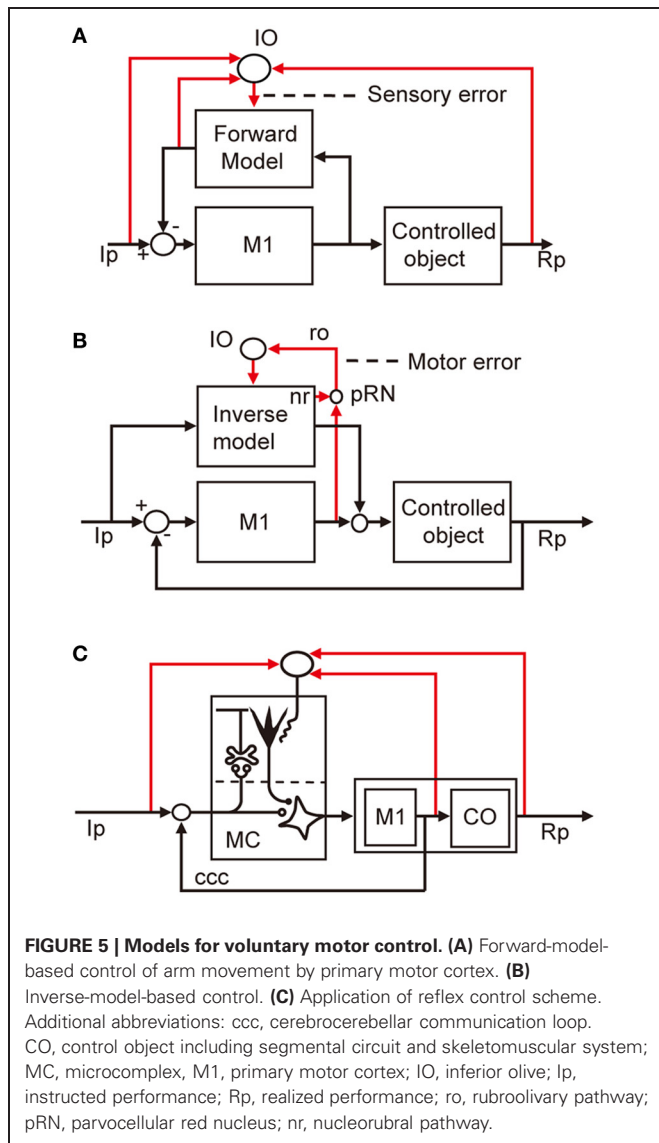 A
IO
Sensory error
Forward
Model
Ip
+
-
M1
Controlled
object
Rp
B
IO
ro
Motor error
nr
pRN
Inverse
model
+
-
Ip
M1
Controlled
object
Rp
C
Ip
MC
M1
CO
Rp
ccc
FIGURE 5 | Models for voluntary motor control. (A) Forward-model-
based control of arm movement by primary motor cortex. (B)
Inverse-model-based control. (C) Application of reflex control scheme.
Additional abbreviations: ccc, cerebrocerebellar communication loop.
CO, control object including segmental circuit and skeletomuscular system;
MC, microcomplex, M1, primary motor cortex; IO, inferior olive; Ip,
instructed performance; Rp, realized performance; ro, rubroolivary pathway;
pRN, parvocellular red nucleus; nr, nucleorubral pathway.